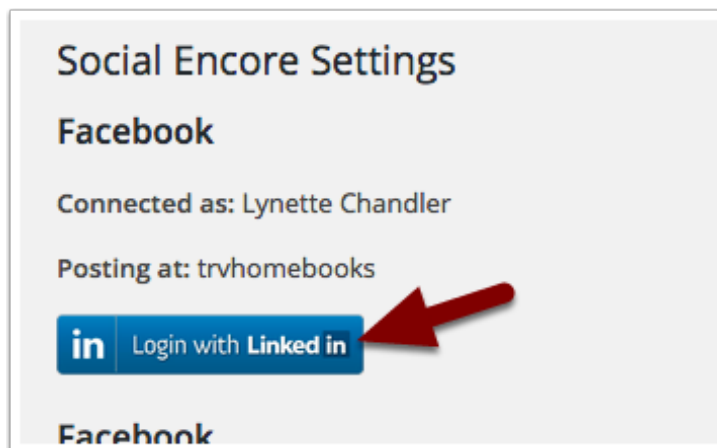 Social Encore Settings
Facebook
Connected as: Lynette Chandler
Posting at: trvhomebooks
in Login with Linked in
Facebook